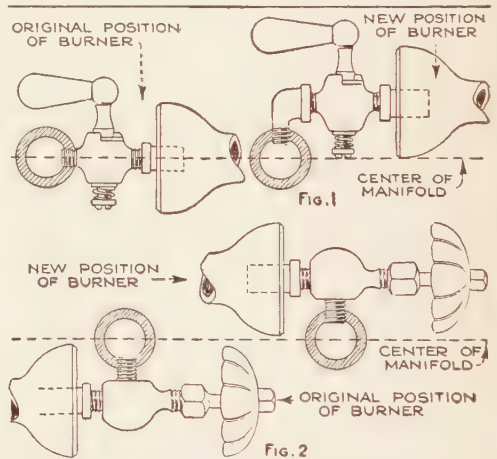 ORIGINAL POSITION
OF BURNER
NEW POSITION
OF BURNER
CENTER OF
MANIFOLD
FIG. 1
NEW POSITION
OF BURNER
CENTER OF
MANIFOLD
ORIGINAL POSITION
OF BURNER
FIG. 2